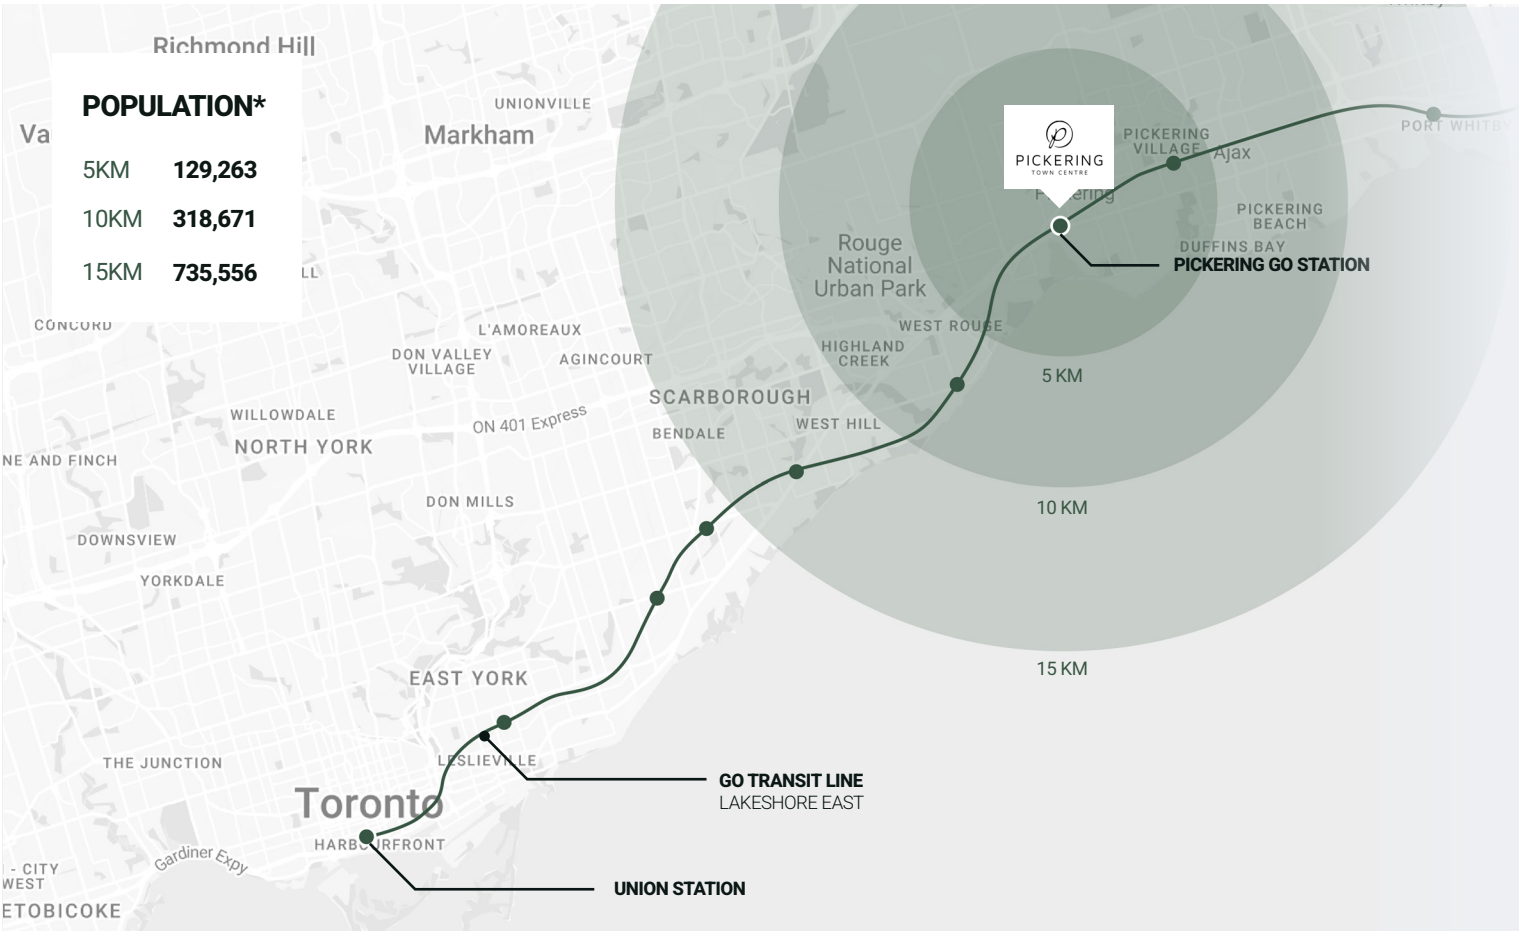 Richmond Hill
POPULATION*
5KM 129,263
10KM 318,671
15KM 735,556
Va
UNIONVILLE
Markham
PICKERING
TOWN CENTRE
PICKERING
VILLAGE
Ajax
PORT WHITBY
PICKERING
BEACH
DUFFINS BAY
PICKERING GO STATION
Rouge
National
Urban Park
LL
CONCORD
L'AMOREAUX
WEST ROUGE
DON VALLEY
VILLAGE
AGINCOURT
HIGHLAND
CREEK
5 KM
SCARBOROUGH
WILLOWDALE
ON 401 Express
WEST HILL
BENDALE
NORTH YORK
NE AND FINCH
DON MILLS
10 KM
DOWNSVIEW
YORKDALE
15 KM
EAST YORK
THE JUNCTION
LESLIEVILLE
GO TRANSIT LINE
LAKESHORE EAST
Toronto
HARBOURFRONT
Gardiner Expy
- CITY
WEST
UNION STATION
ETOBICOKE